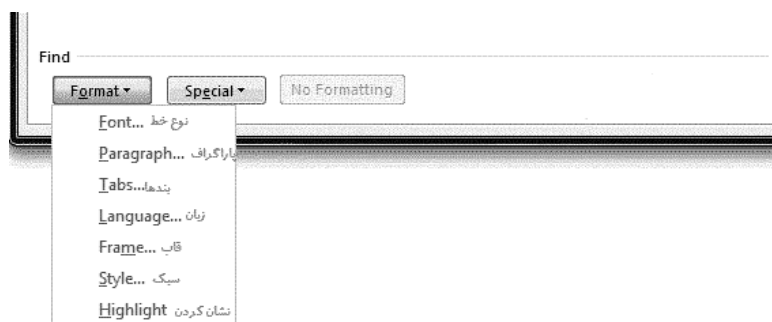 Find
Format Special No Formatting
Font... نوع خط
Paragraph... پاراگراف
Tabs... بندها
Language... زبان
Frame... قاب
Style... سبک
Highlight نشان کردن